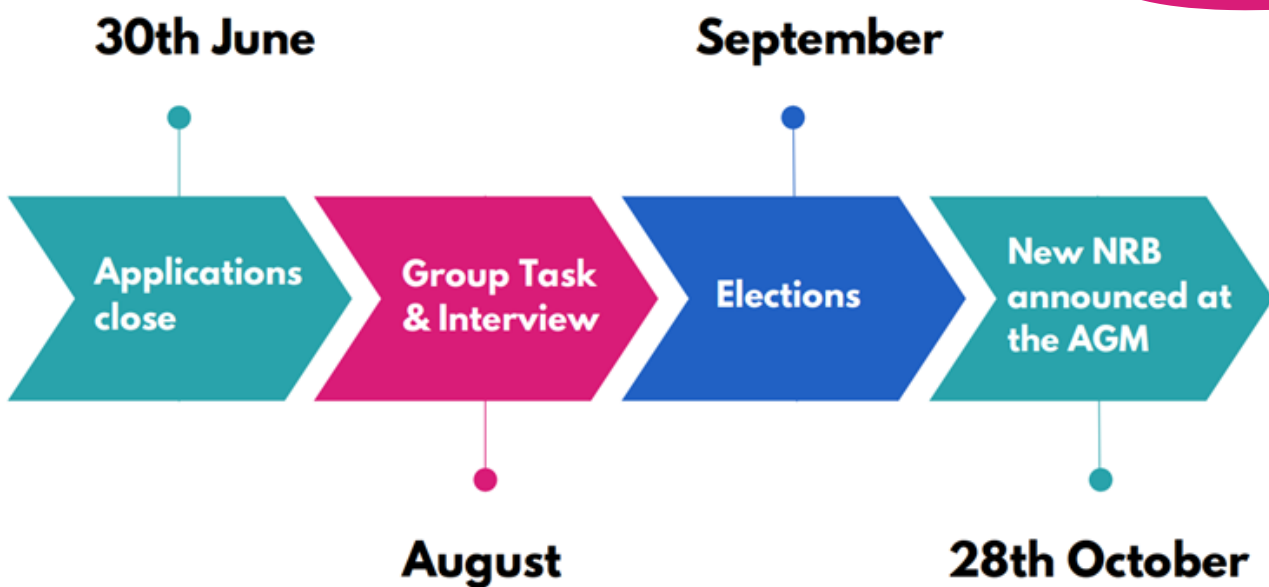 30th June
September
Applications
close
Group Task
& Interview
Elections
New NRB
announced at
the AGM
August
28th October